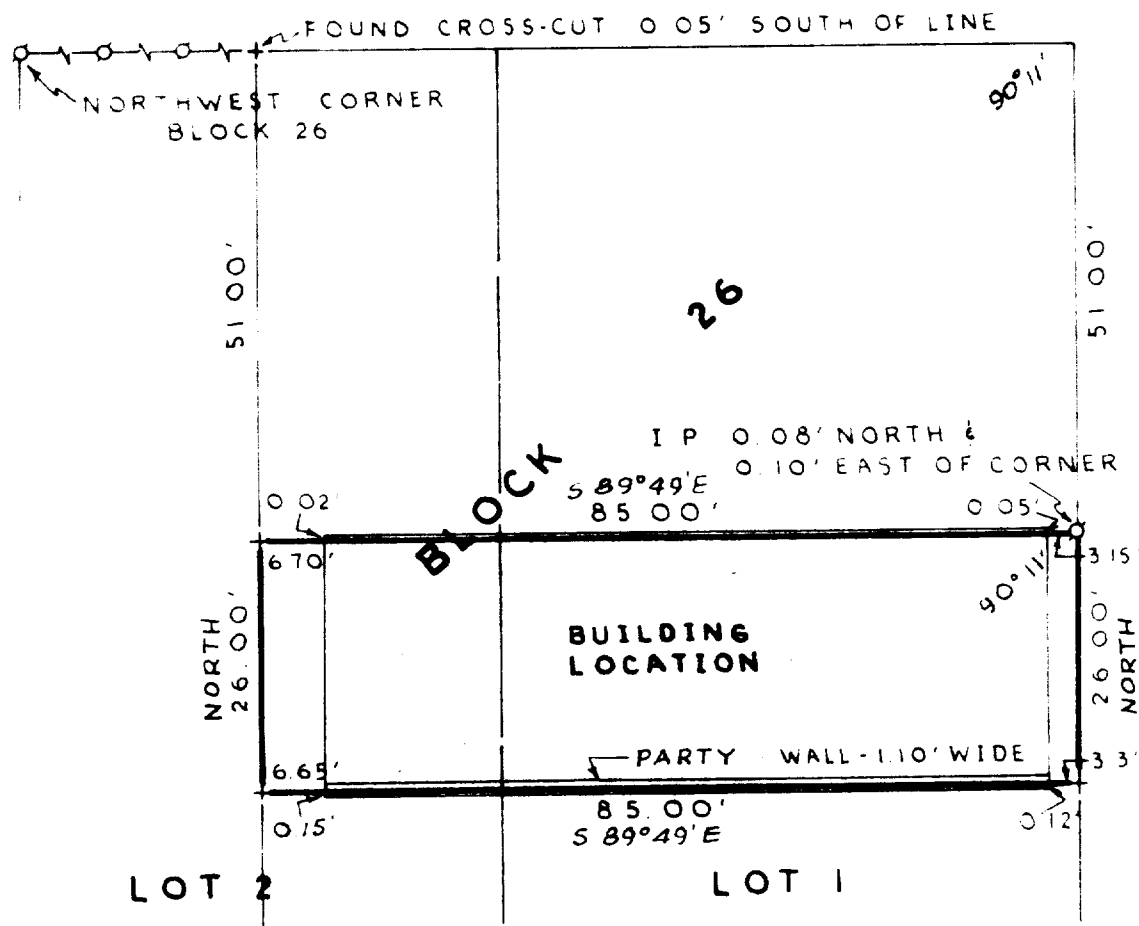 FOUND CROSS-CUT 0 05' SOUTH OF LINE
NORTHWEST CORNER
BLOCK 26
90°11'
51 00'
51 00'
BLOCK 26
I P 0.08' NORTH &
0.10' EAST OF CORNER
S 89°49'E
85 00'
0 02'
0 05'
6.70'
3 15'
90°11'
NORTH
26.00'
BUILDING
LOCATION
26 00'
NORTH
PARTY WALL-1.10' WIDE
6.65'
3 3'
0.15'
85.00'
S 89°49'E
0 12'
LOT 2
LOT 1